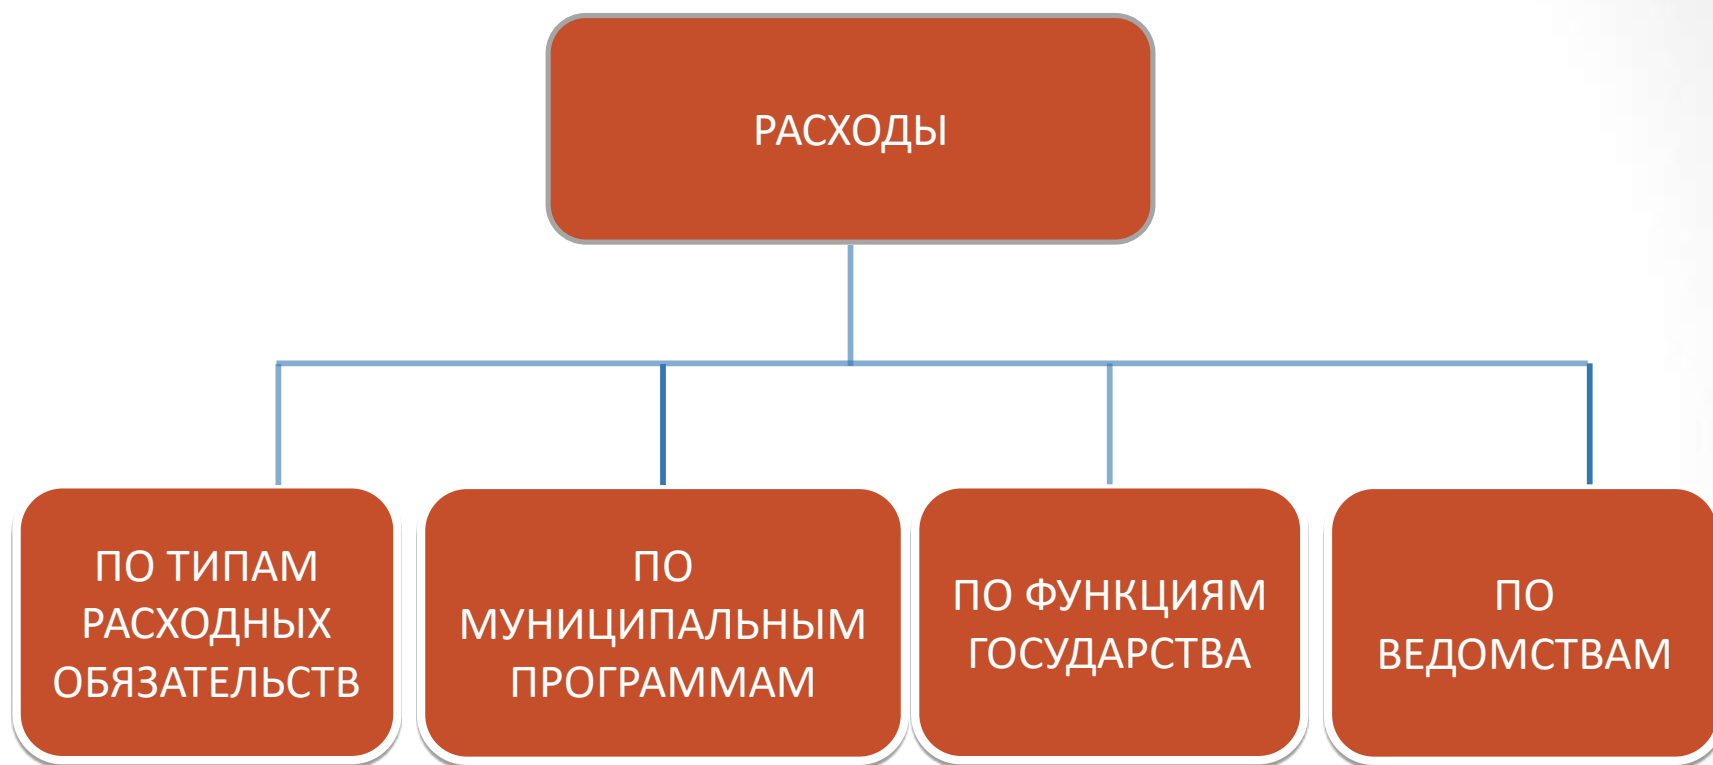 РАСХОДЫ
ПО ТИПАМ
РАСХОДНЫХ
ОБЯЗАТЕЛЬСТВ
ПО
МУНИЦИПАЛЬНЫМ
ПРОГРАММАМ
ПО ФУНКЦИЯМ
ГОСУДАРСТВА
ПО
ВЕДОМСТВАМ